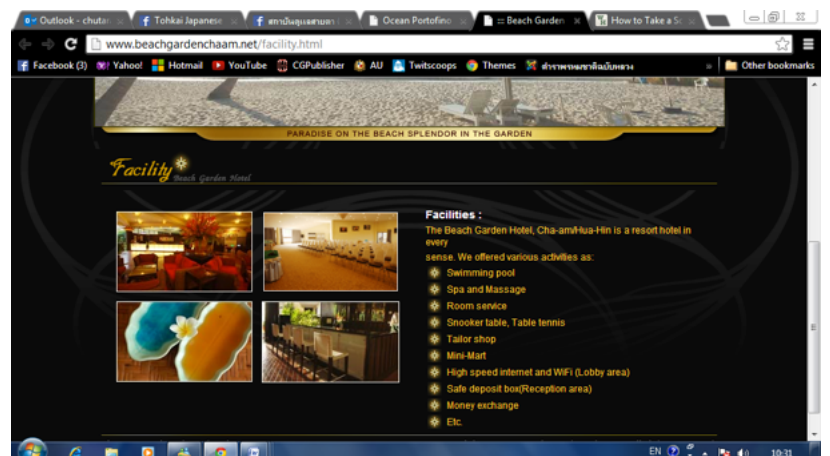 Outlook - chutar
Tohkai Japanese
Ocean Portofino
::: Beach Garden
How to Take a Sc
www.beachgardenchaam.net/facility.html
Facebook (3)
Yahoo!
Hotmail
YouTube
CGPublisher
AU
Twitscoops
Themes
Other bookmarks
PARADISE ON THE BEACH SPLENDOR IN THE GARDEN
Facility
Beach Garden Hotel
Facilities :
The Beach Garden Hotel, Cha-am/Hua-Hin is a resort hotel in
every
sense. We offered various activities as:
Swimming pool
Spa and Massage
Room service
Snooker table, Table tennis
Tailor shop
Mini-Mart
High speed internet and WiFi (Lobby area)
Safe deposit box(Reception area)
Money exchange
Etc.
EN
10:31